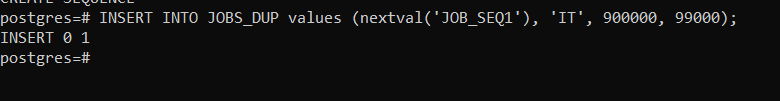 CREATE SEQUENCE
postgres=# INSERT INTO JOBS_DUP values (nextval('JOB_SEQ1'), 'IT', 900000, 99000);
INSERT 0 1
postgres=#